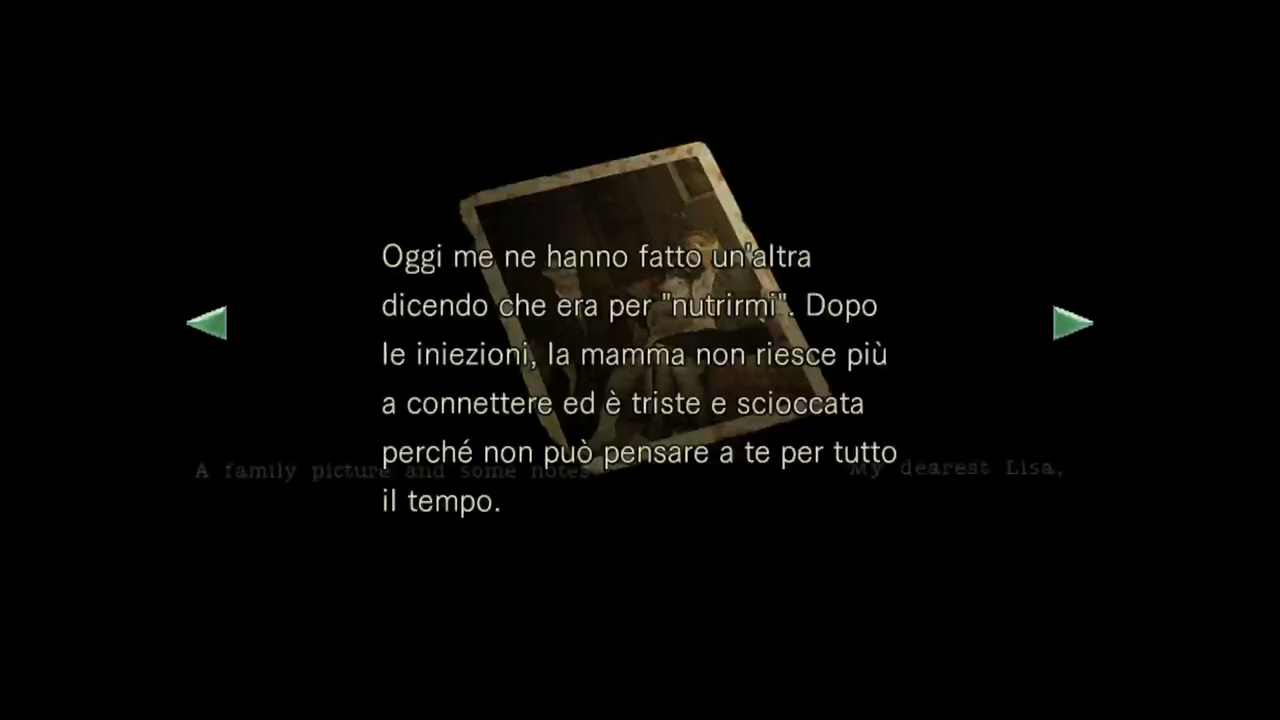 Oggi me ne hanno fatto un'altra
dicendo che era per "nutrirmi". Dopo
le iniezioni, la mamma non riesce più
a connettere ed è triste e scioccata
perché non può pensare a te per tutto
il tempo.
A family picture and some notes
My dearest Lisa,